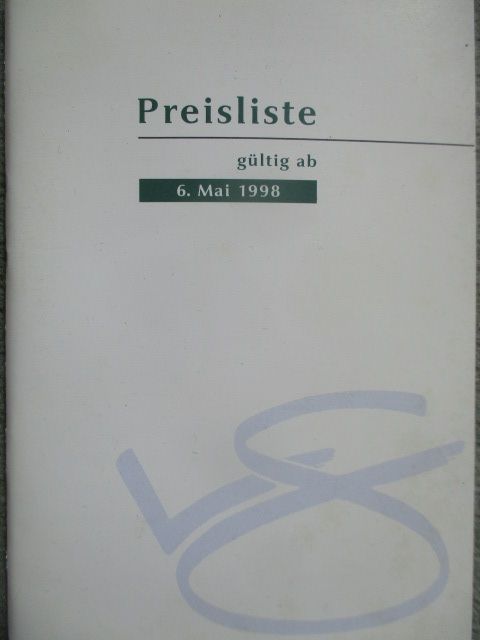 Preisliste
gültig ab
6. Mai 1998